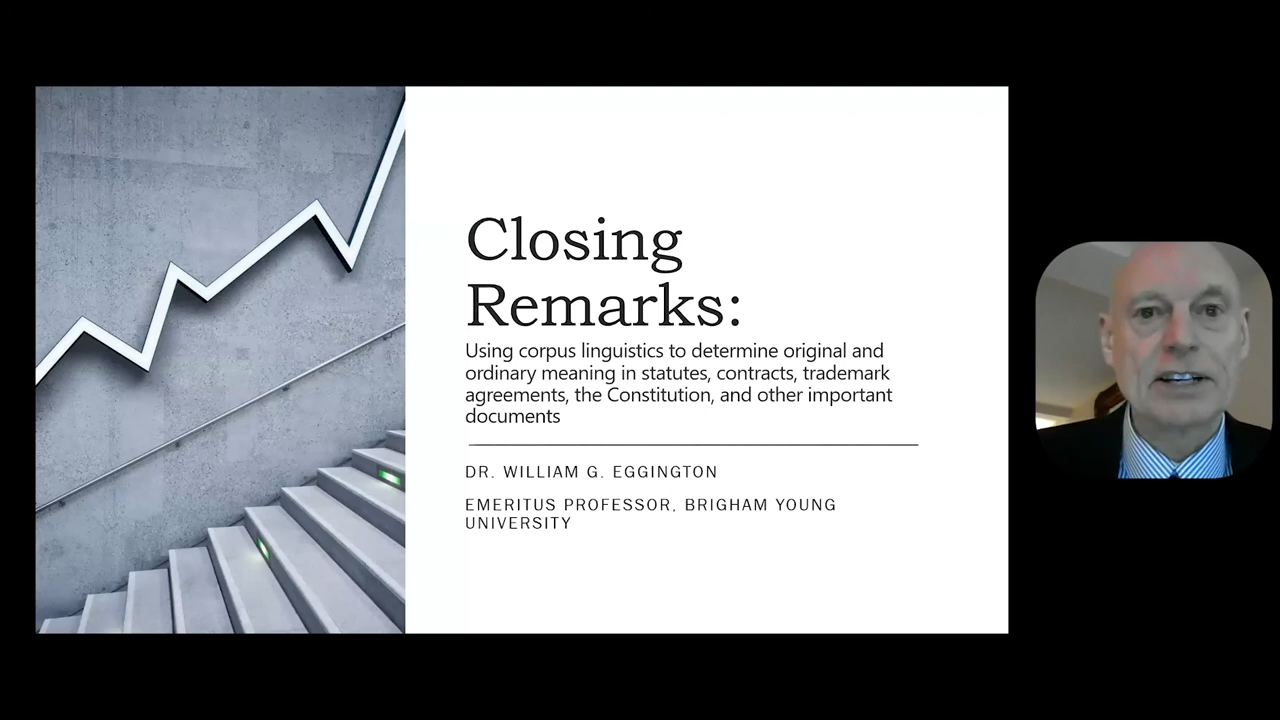 Closing
Remarks:
Using corpus linguistics to determine original and
ordinary meaning in statutes, contracts, trademark
agreements, the Constitution, and other important
documents
DR. WILLIAM G. EGGINGTON
EMERITUS PROFESSOR, BRIGHAM YOUNG
UNIVERSITY